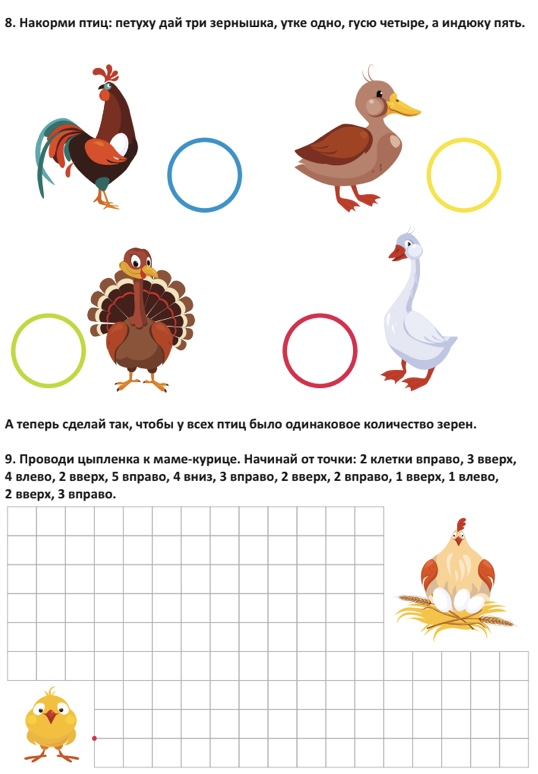 8. Накорми птиц: петуху дай три зернышка, утке одно, гусю четыре, а индюку пять.
А теперь сделай так, чтобы у всех птиц было одинаковое количество зерен.
9. Проводи цыпленка к маме-курице. Начинай от точки: 2 клетки вправо, 3 вверх,
4 влево, 2 вверх, 5 вправо, 4 вниз, 3 вправо, 2 вверх, 2 вправо, 1 вверх, 1 влево,
2 вверх, 3 вправо.